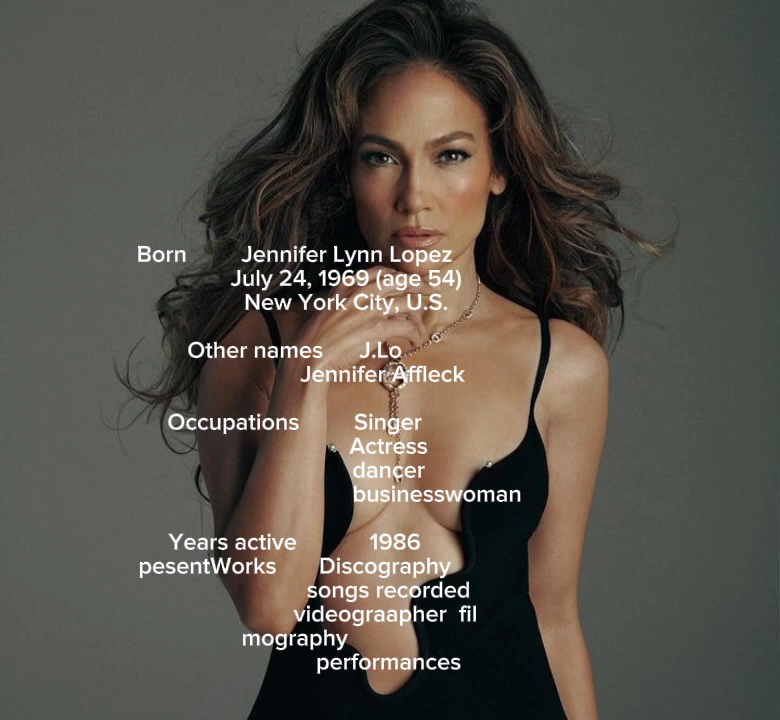 Born Jennifer Lynn Lopez
July 24, 1969 (age 54)
New York City, U.S.
Other names J.Lo
Jennifer Affleck
Occupations Singer
Actress
dancer
businesswoman
Years active 1986
pesentWorks Discography
songs recorded
videograapher fil
mography
performances